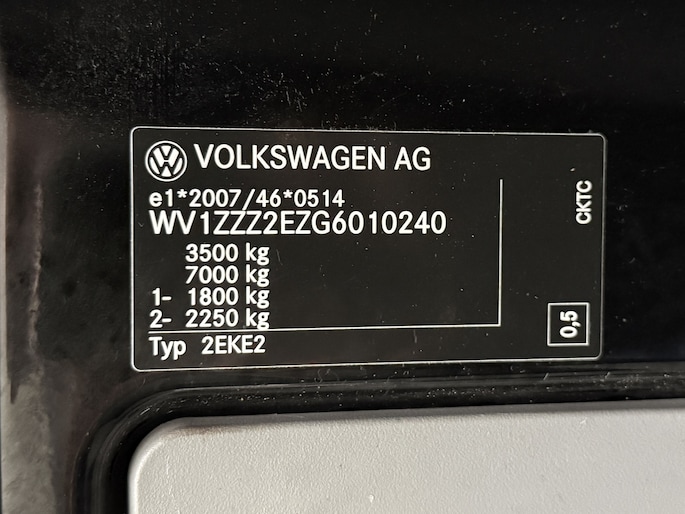 VOLKSWAGEN AG
e1*2007/46*0514
WV1ZZZ2EZG6010240
3500 kg
7000 kg
1- 1800 kg
2- 2250 kg
Typ 2EKE2
CKTC
0,5